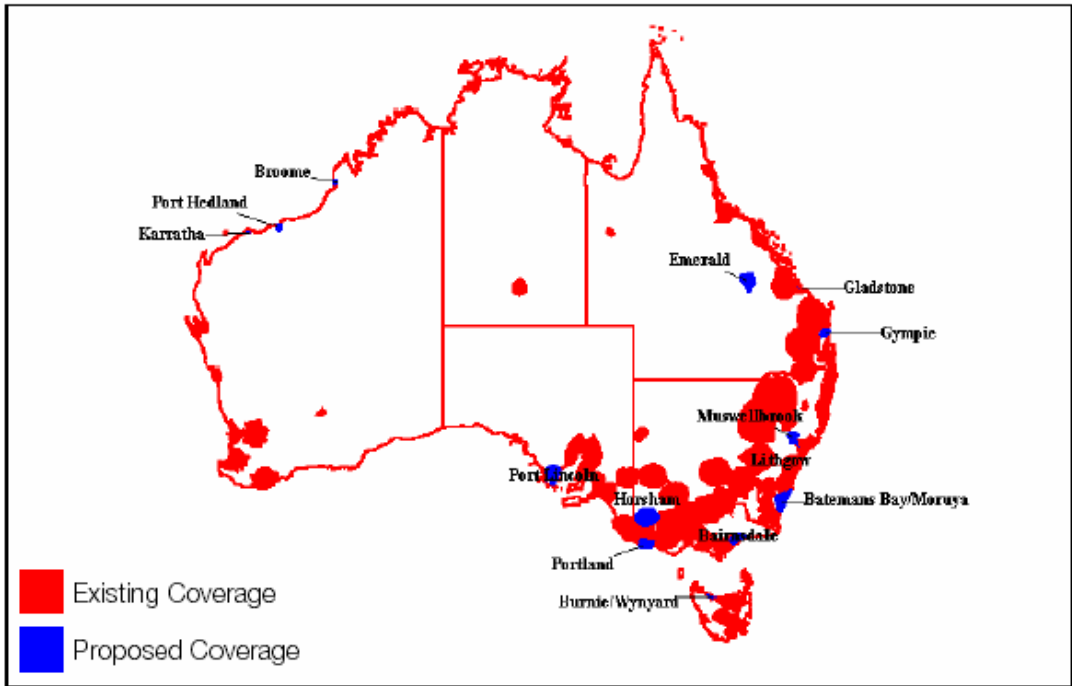 Broome
Port Hedland
Karratha
Emerald
Gladstone
Gympie
Muswellbrook
Lithgow
Port Lincoln
Horsham
Batemans Bay/Moruya
Bairnsdale
Portland
Burnie/Wynyard
Existing Coverage
Proposed Coverage